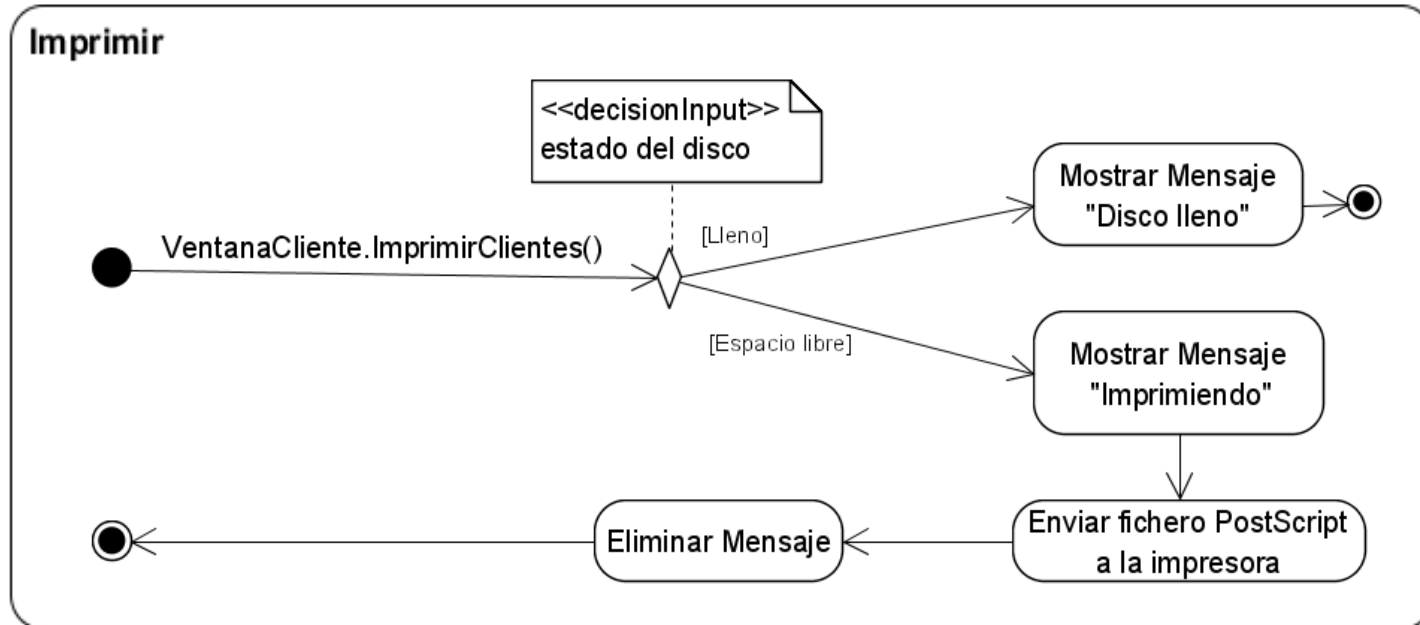 Imprimir
<<decisionInput>>
estado del disco
Mostrar Mensaje
"Disco lleno"
[Lleno]
VentanaCliente.ImprimirClientes()
[Espacio libre]
Mostrar Mensaje
"Imprimiendo"
Enviar fichero PostScript
a la impresora
Eliminar Mensaje